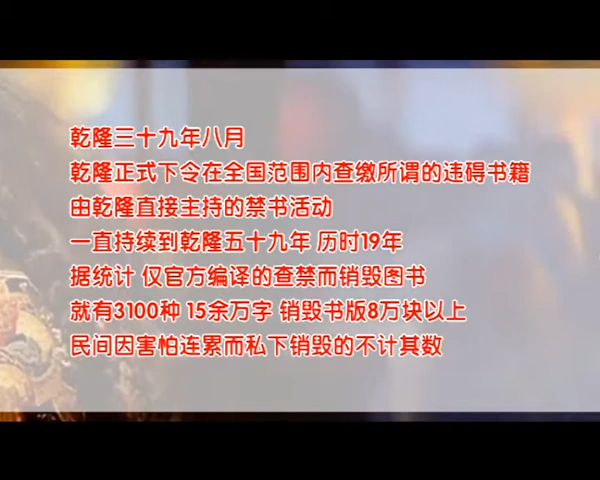 乾隆三十九年八月
乾隆正式下令在全国范围内查缴所谓的违碍书籍
由乾隆直接主持的禁书活动
一直持续到乾隆五十九年 历时19年
据统计 仅官方编译的查禁而销毁图书
就有3100种 15余万字 销毁书版8万块以上
民间因害怕连累而私下销毁的不计其数